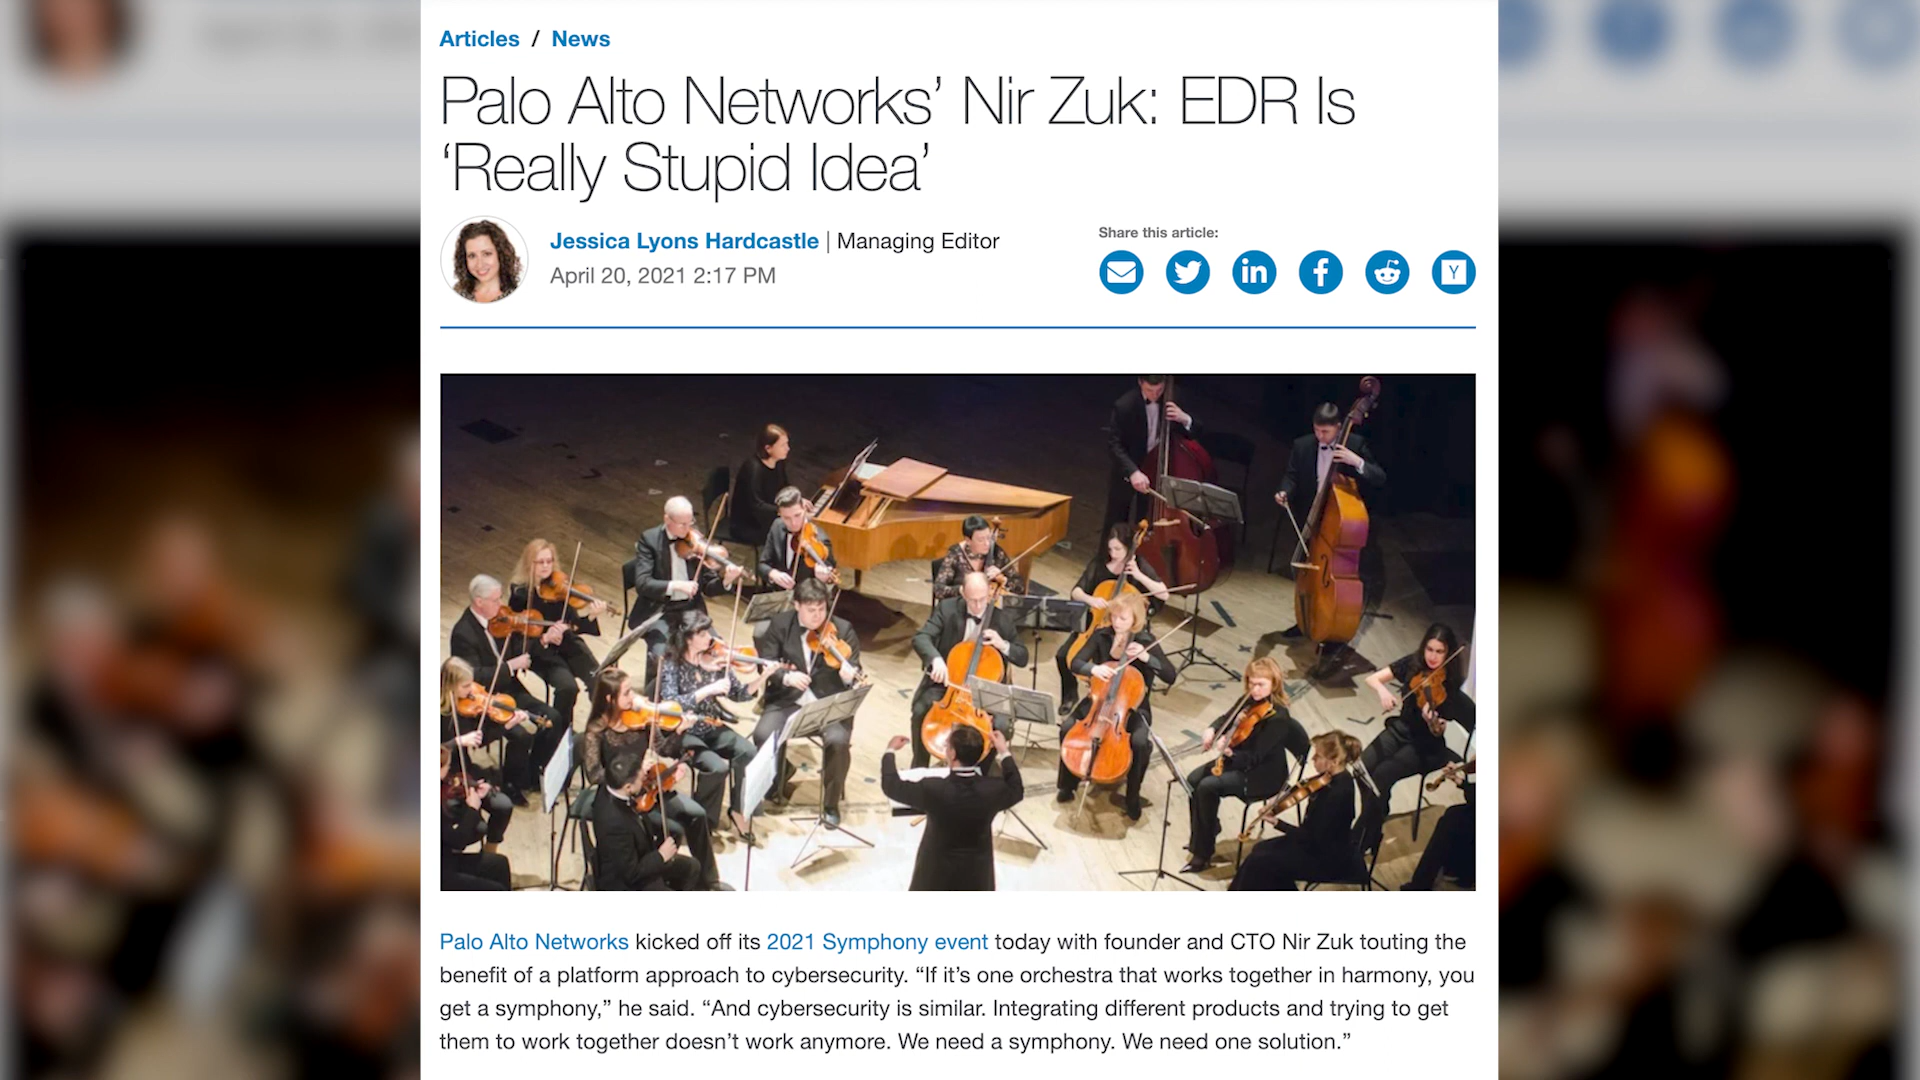 Articles / News
Palo Alto Networks’ Nir Zuk: EDR Is
‘Really Stupid Idea’
Jessica Lyons Hardcastle | Managing Editor
April 20, 2021 2:17 PM
Share this article:
Palo Alto Networks kicked off its 2021 Symphony event today with founder and CTO Nir Zuk touting the
benefit of a platform approach to cybersecurity. “If it’s one orchestra that works together in harmony, you
get a symphony,” he said. “And cybersecurity is similar. Integrating different products and trying to get
them to work together doesn’t work anymore. We need a symphony. We need one solution.”